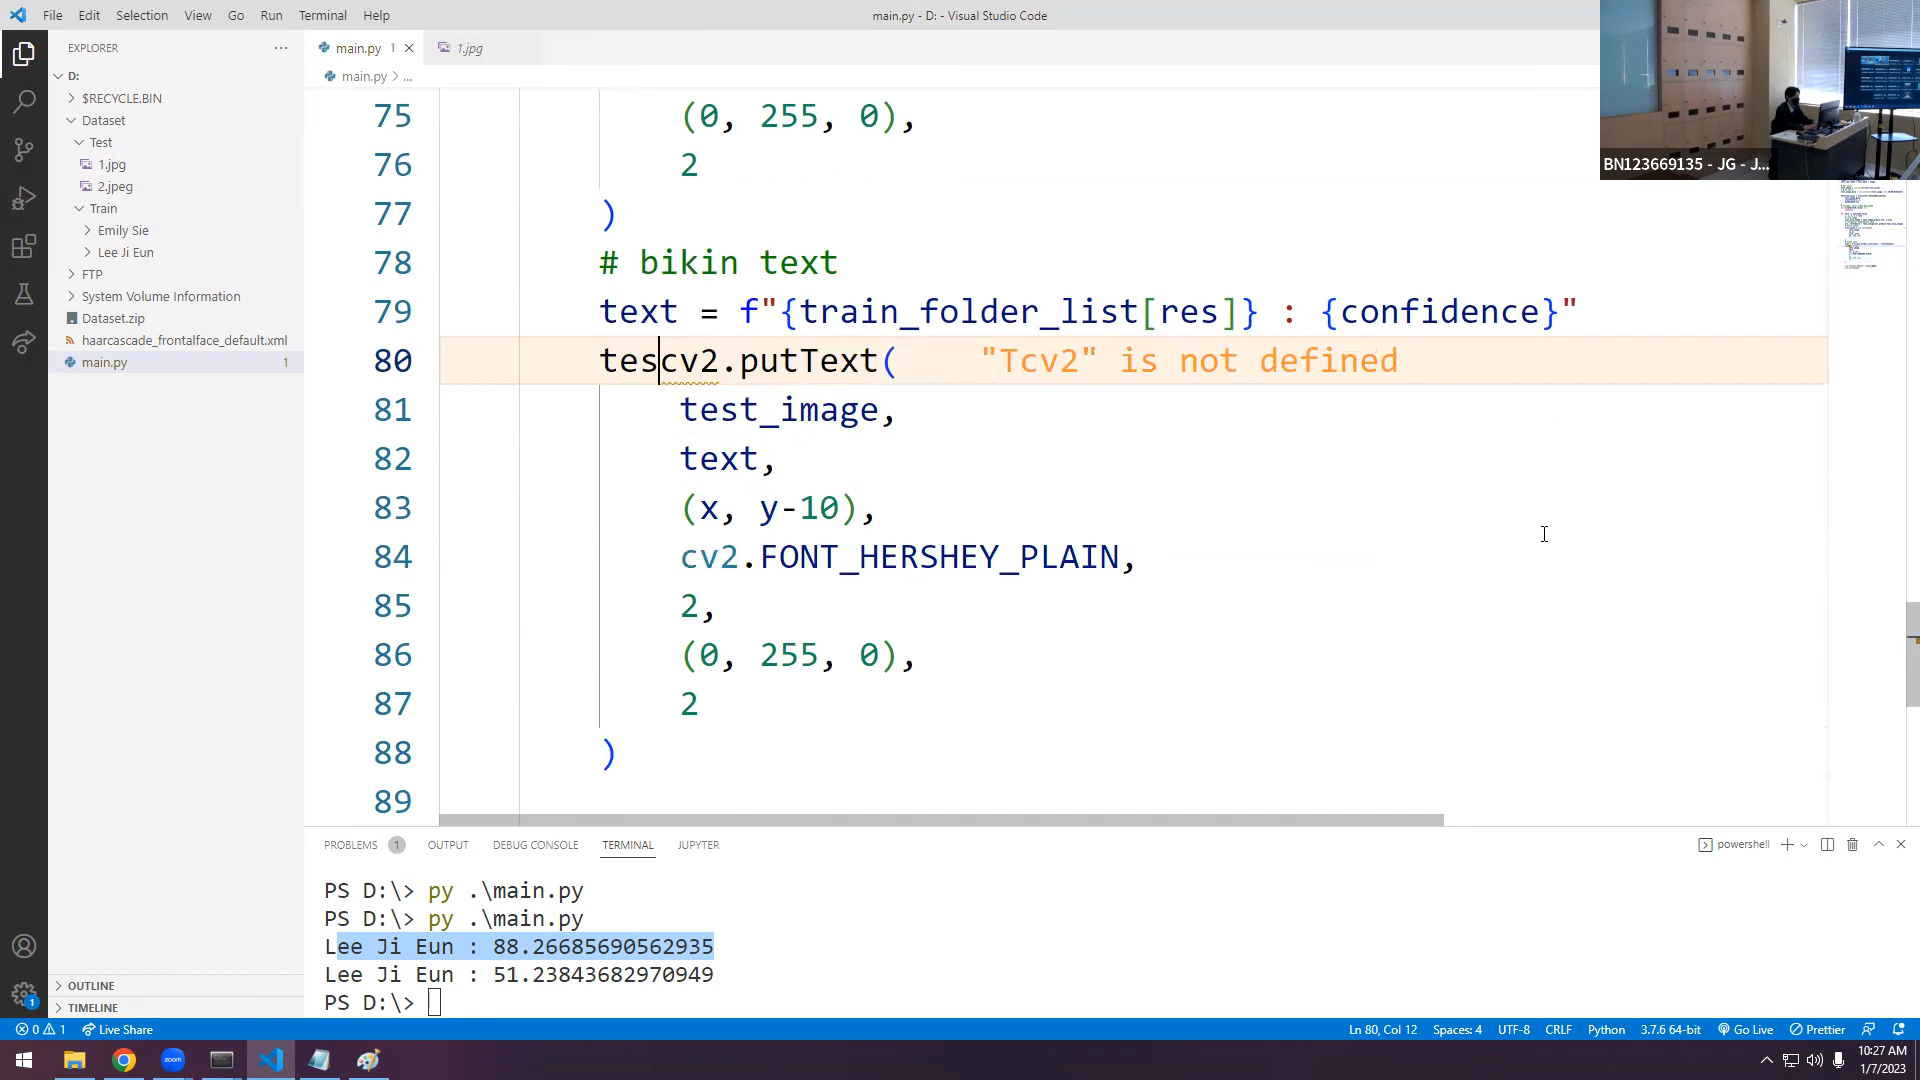 File Edit Selection View Go Run Terminal Help
main.py - D: - Visual Studio Code
EXPLORER
main.py 1
1.jpg
D:
main.py > ...
$RECYCLE.BIN
Dataset
Test
1.jpg
2.jpeg
Train
Emily Sie
Lee Ji Eun
FTP
System Volume Information
Dataset.zip
haarcascade_frontalface_default.xml
main.py 1
OUTLINE
TIMELINE
75 (0, 255, 0),
76 2
77 )
78 # bikin text
79 text = f"{train_folder_list[res]} : {confidence}"
80 tescv2.putText( "Tcv2" is not defined
81 test_image,
82 text,
83 (x, y-10),
84 cv2.FONT_HERSHEY_PLAIN,
85 2,
86 (0, 255, 0),
87 2
88 )
89
BN123669135 - JG - J...
PROBLEMS 1 OUTPUT DEBUG CONSOLE TERMINAL JUPYTER
powershell
PS D:\> py .\main.py
PS D:\> py .\main.py
Lee Ji Eun : 88.26685690562935
Lee Ji Eun : 51.23843682970949
PS D:\>
1
0 1 Live Share
Ln 80, Col 12 Spaces: 4 UTF-8 CRLF Python 3.7.6 64-bit Go Live Prettier
zoom
10:27 AM
1/7/2023